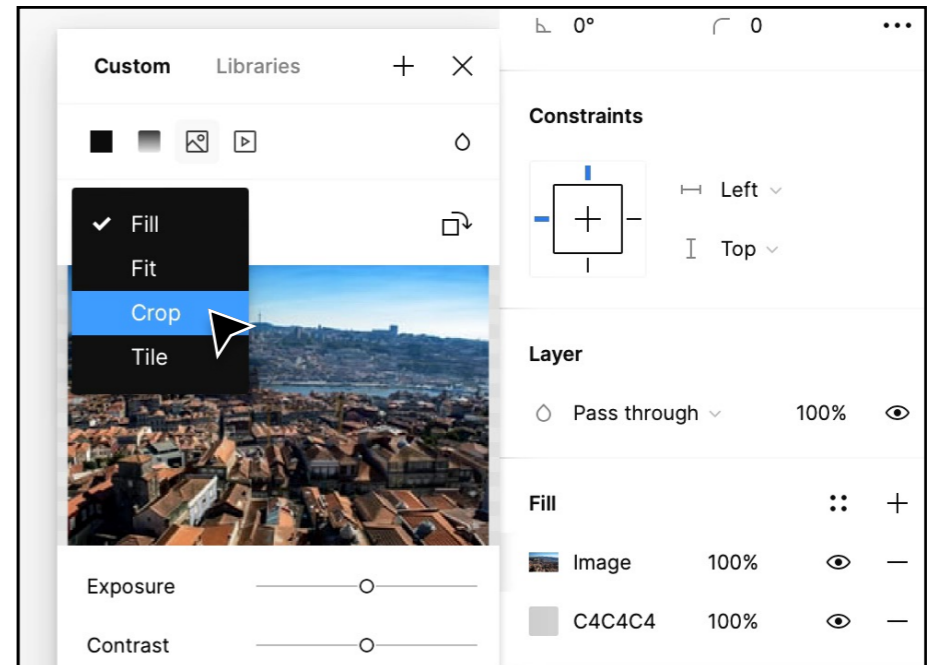 Custom Libraries
Fill
Fit
Crop
Tile
Exposure
Contrast
0° 0
Constraints
Left
Top
Layer
Pass through 100%
Fill
Image 100%
C4C4C4 100%